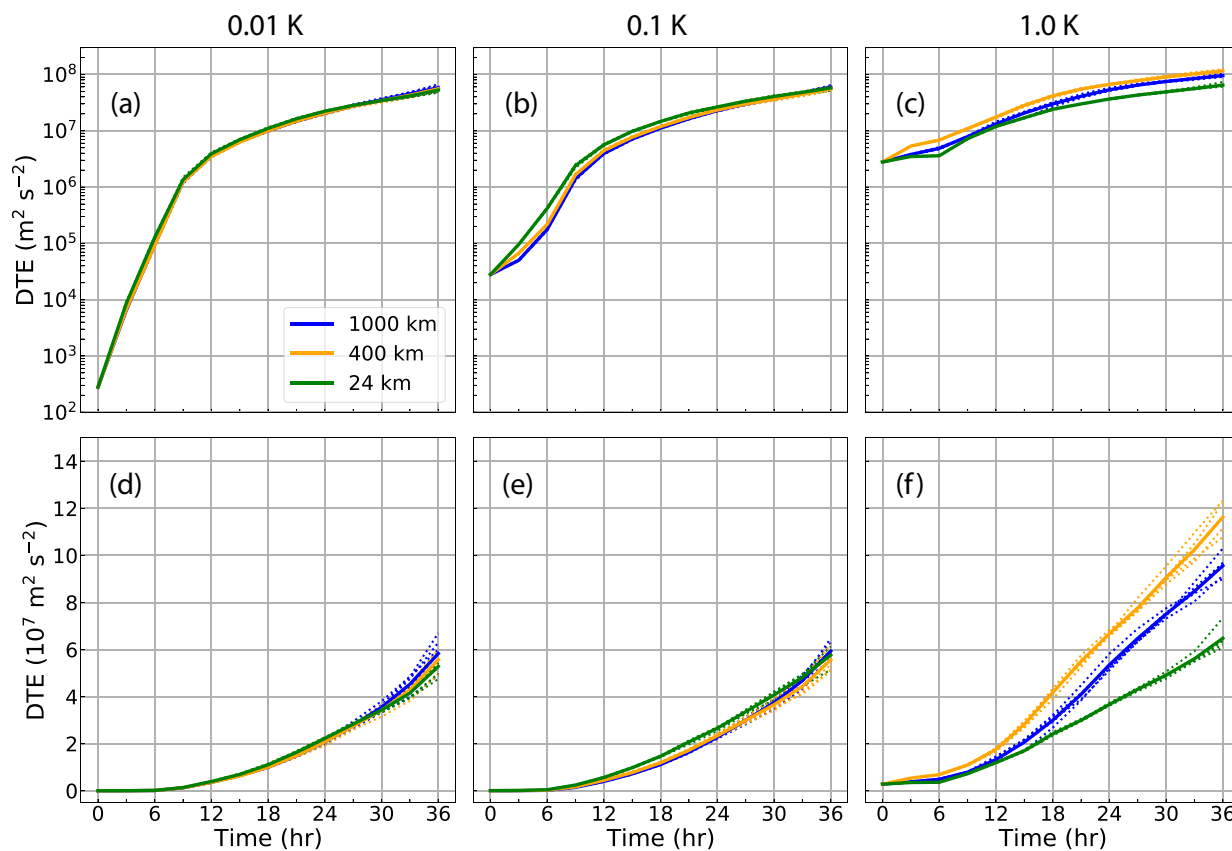 0.01 K 0.1 K 1.0 K
(a) (b) (c)
DTE (m² s⁻²)
10⁸
10⁷
10⁶
10⁵
10⁴
10³
10²
1000 km
400 km
24 km
(d) (e) (f)
DTE (10⁷ m² s⁻²)
14
12
10
8
6
4
2
0
0 6 12 18 24 30 36 0 6 12 18 24 30 36 0 6 12 18 24 30 36
Time (hr) Time (hr) Time (hr)